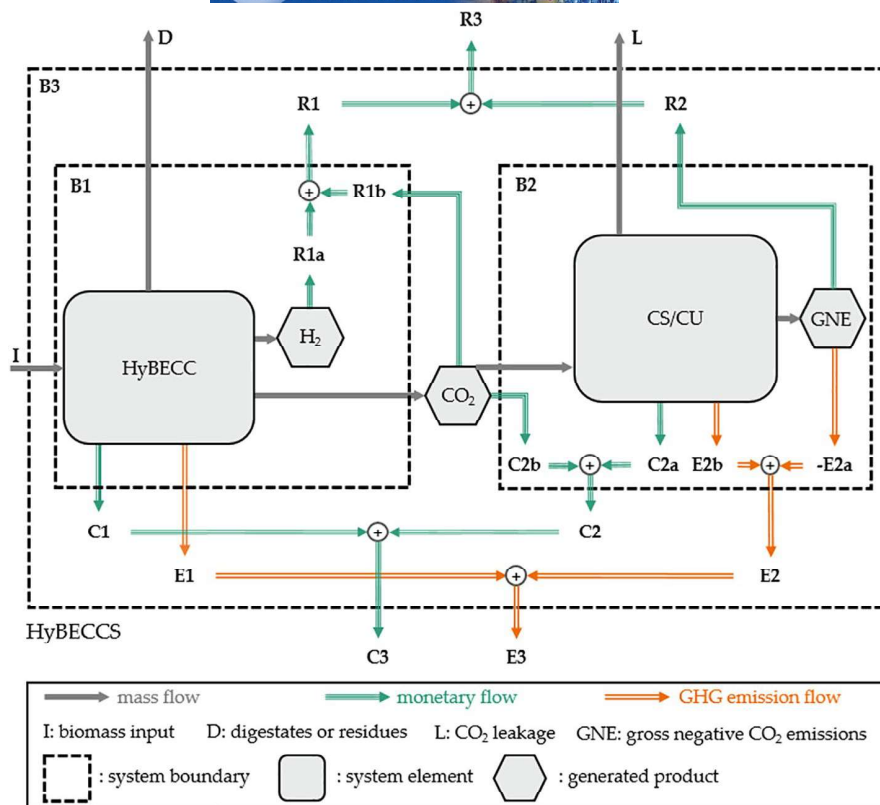 D
R3
L
B3
R1
R2
B1
B2
R1b
R1a
H2
HyBECC
CS/CU
GNE
I
CO2
C2b
C2a
E2b
-E2a
C1
C2
E1
E2
HyBECCS
C3
E3
mass flow
monetary flow
GHG emission flow
I: biomass input D: digestates or residues L: CO2 leakage GNE: gross negative CO2 emissions
: system boundary : system element : generated product